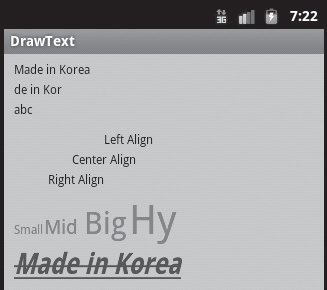 3G 7:22
DrawText
Made in Korea
de in Kor
abc
Left Align
Center Align
Right Align
Small Mid Big Hy
Made in Korea